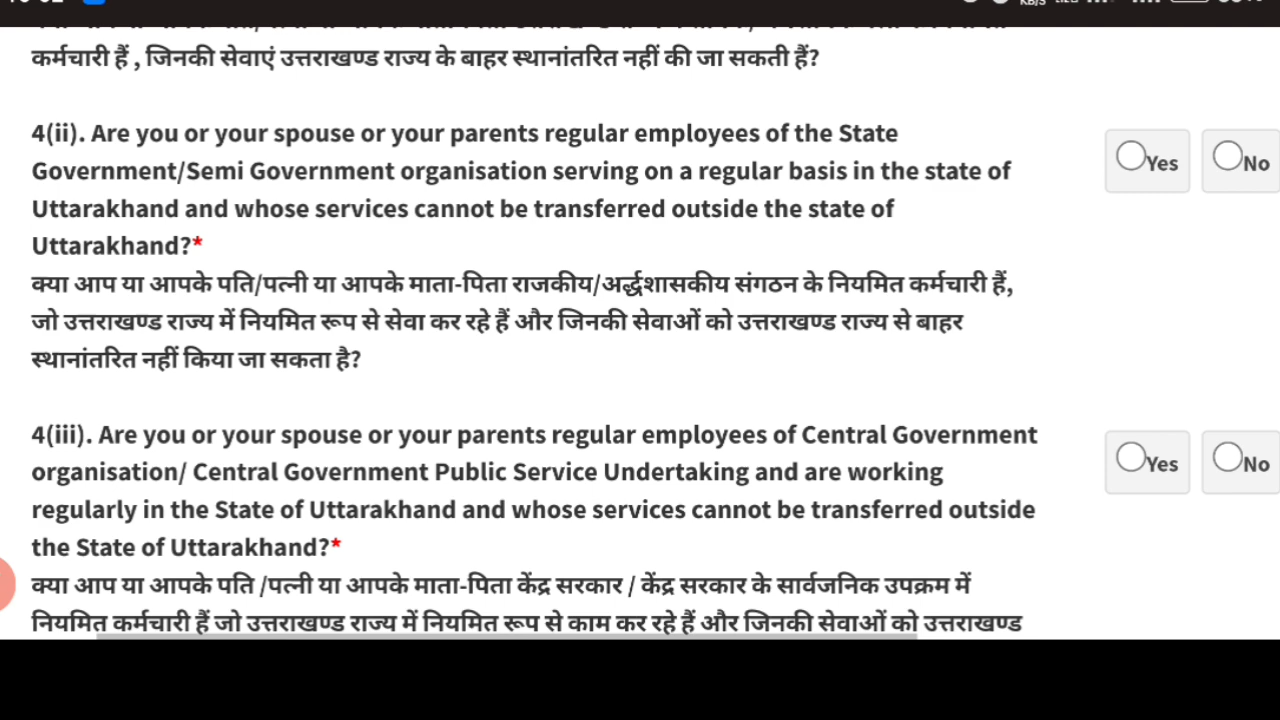 कर्मचारी हैं , जिनकी सेवाएं उत्तराखण्ड राज्य के बाहर स्थानांतरित नहीं की जा सकती हैं?
4(ii). Are you or your spouse or your parents regular employees of the State
Government/Semi Government organisation serving on a regular basis in the state of
Uttarakhand and whose services cannot be transferred outside the state of
Uttarakhand?*
Yes No
क्या आप या आपके पति/पत्नी या आपके माता-पिता राजकीय/अर्द्धशासकीय संगठन के नियमित कर्मचारी हैं,
जो उत्तराखण्ड राज्य में नियमित रूप से सेवा कर रहे हैं और जिनकी सेवाओं को उत्तराखण्ड राज्य से बाहर
स्थानांतरित नहीं किया जा सकता है?
4(iii). Are you or your spouse or your parents regular employees of Central Government
organisation/ Central Government Public Service Undertaking and are working
regularly in the State of Uttarakhand and whose services cannot be transferred outside
the State of Uttarakhand?*
Yes No
क्या आप या आपके पति /पत्नी या आपके माता-पिता केंद्र सरकार / केंद्र सरकार के सार्वजनिक उपक्रम में
नियमित कर्मचारी हैं जो उत्तराखण्ड राज्य में नियमित रूप से काम कर रहे हैं और जिनकी सेवाओं को उत्तराखण्ड